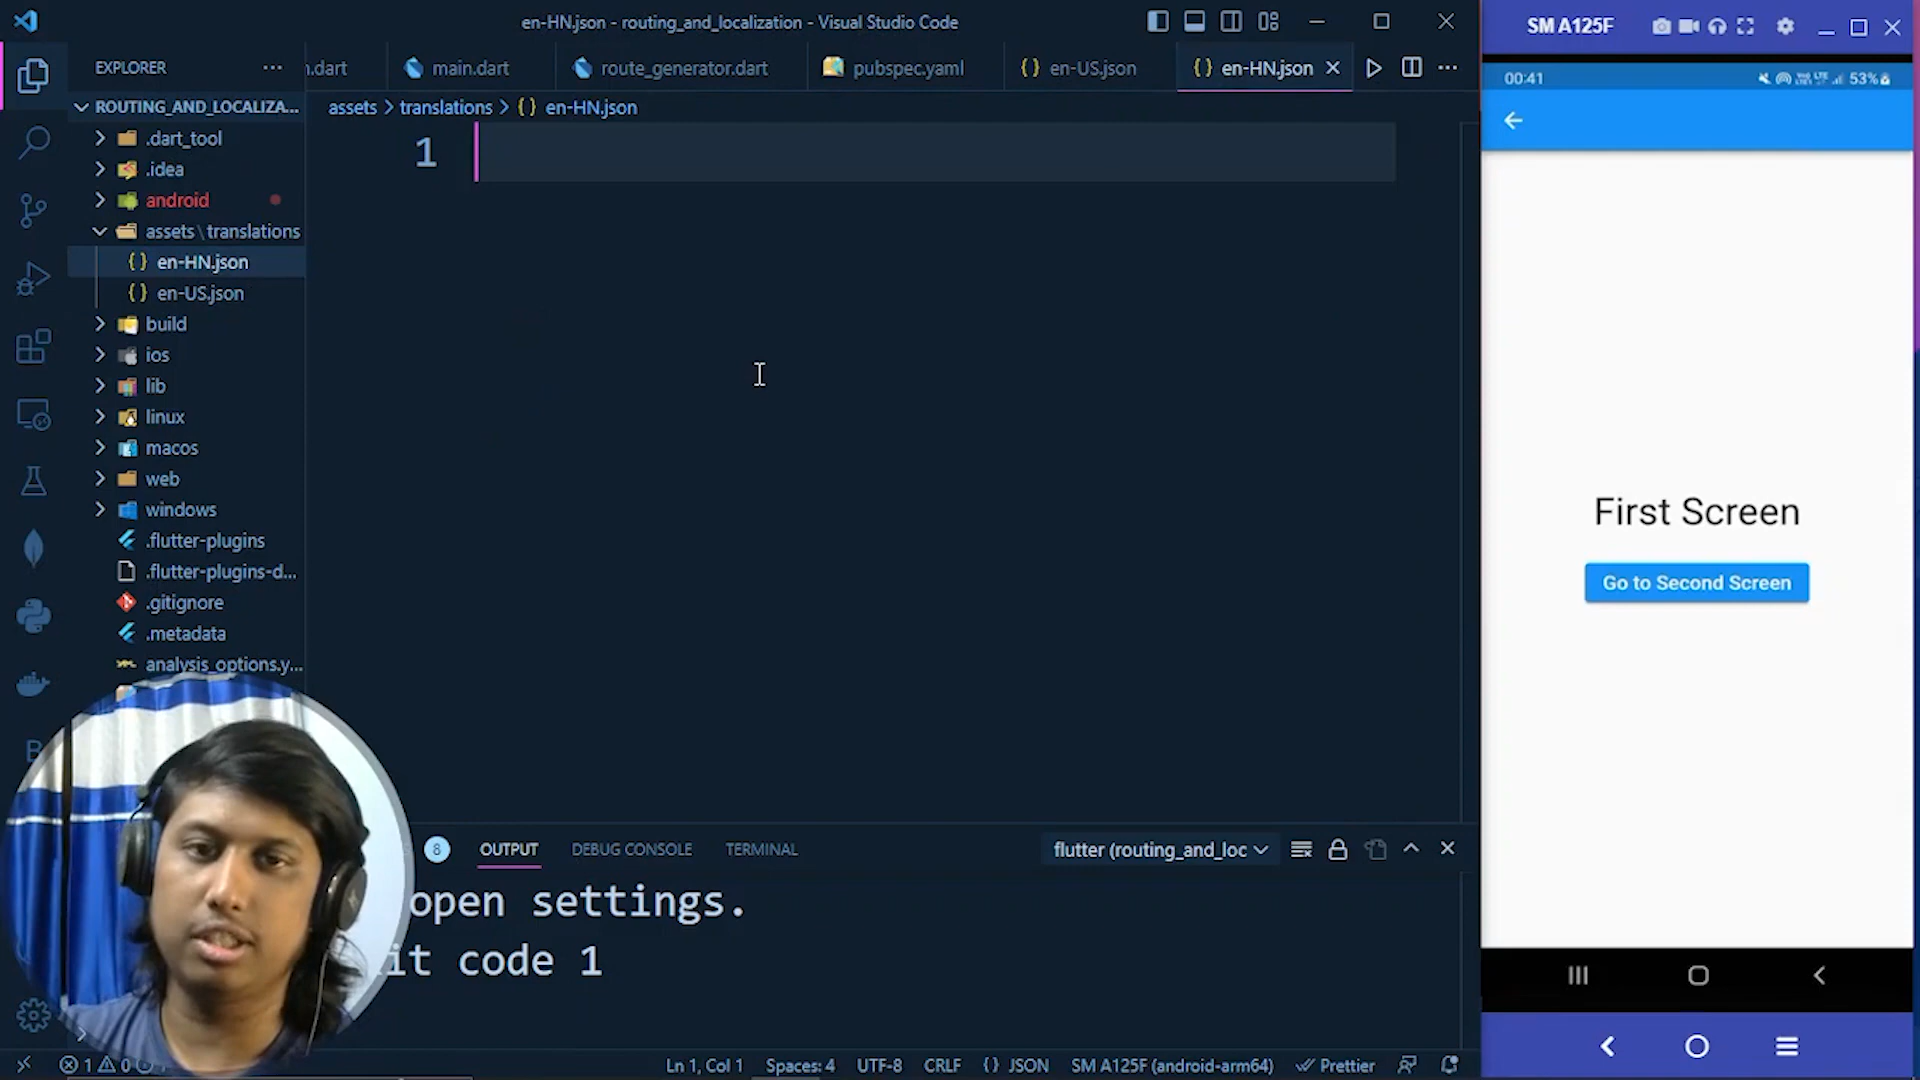 en-HN.json - routing_and_localization - Visual Studio Code
EXPLORER
main.dart
route_generator.dart
pubspec.yaml
{} en-US.json
{} en-HN.json
ROUTING_AND_LOCALIZA...
assets > translations > {} en-HN.json
1
.dart_tool
.idea
android
assets\translations
{} en-HN.json
{} en-US.json
build
ios
lib
linux
macos
web
windows
.flutter-plugins
.flutter-plugins-d...
.gitignore
.metadata
analysis_options.y...
8
OUTPUT
DEBUG CONSOLE
TERMINAL
flutter (routing_and_loc
open settings.
it code 1
1 0
Ln 1, Col 1
Spaces: 4
UTF-8
CRLF
{} JSON
SM A125F (android-arm64)
Prettier
SM A125F
00:41
53%
First Screen
Go to Second Screen